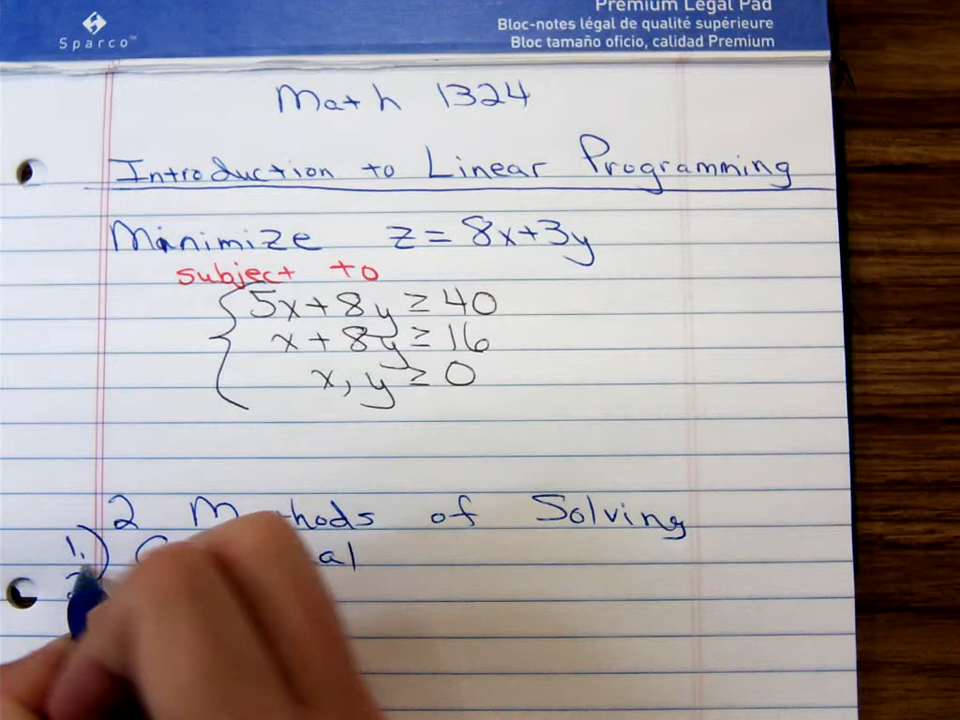 Premium Legal Pad
Sparco™
Bloc-notes légal de qualité supérieure
Bloc tamaño oficio, calidad Premium
Math 1324
Introduction to Linear Programming
Minimize z = 8x+3y
subject to
5x+8y ≥ 40
x+8y ≥ 16
x, y ≥ 0
2 of Solving
1.)